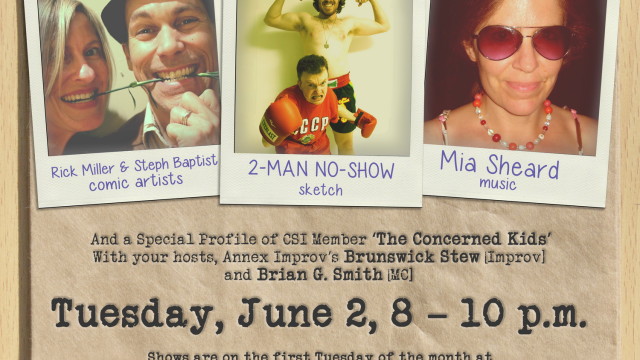 Rick Miller & Steph Baptist
comic artists
2-MAN NO-SHOW
sketch
Mia Sheard
music
CCCP
And a Special Profile of CSI Member 'The Concerned Kids'
With your hosts, Annex Improv's Brunswick Stew [Improv]
and Brian G. Smith [MC]
Tuesday, June 2, 8 – 10 p.m.
Shows are on the first Tuesday of the month at